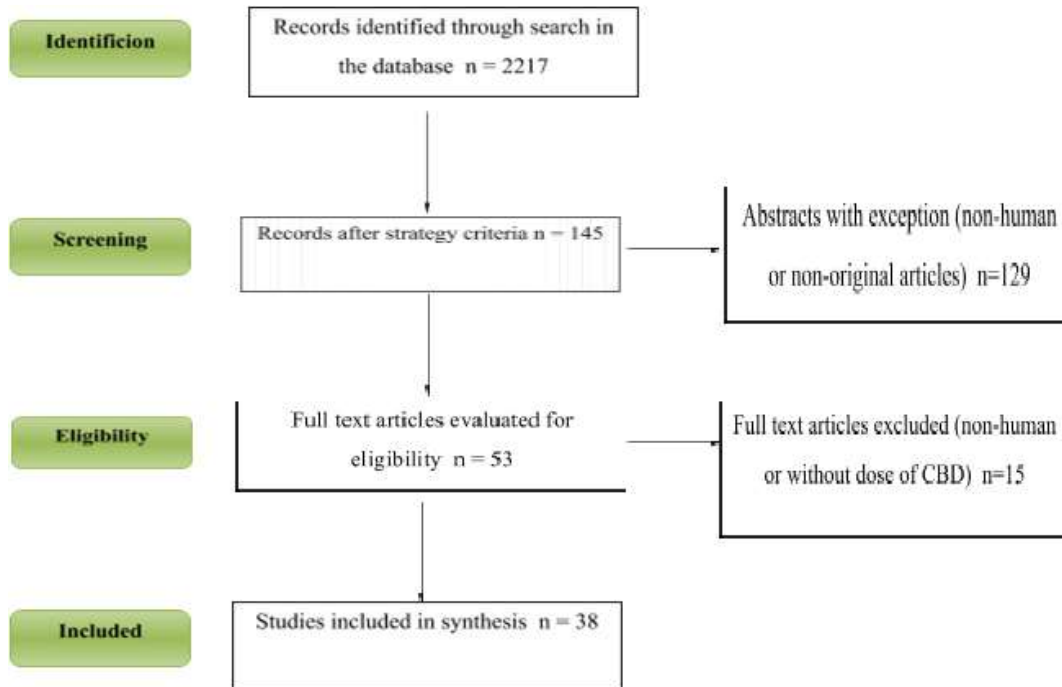 Identificion
Records identified through search in
the database n = 2217
Screening
Records after strategy criteria n = 145
Abstracts with exception (non-human
or non-original articles) n=129
Eligibility
Full text articles evaluated for
eligibility n = 53
Full text articles excluded (non-human
or without dose of CBD) n=15
Included
Studies included in synthesis n = 38